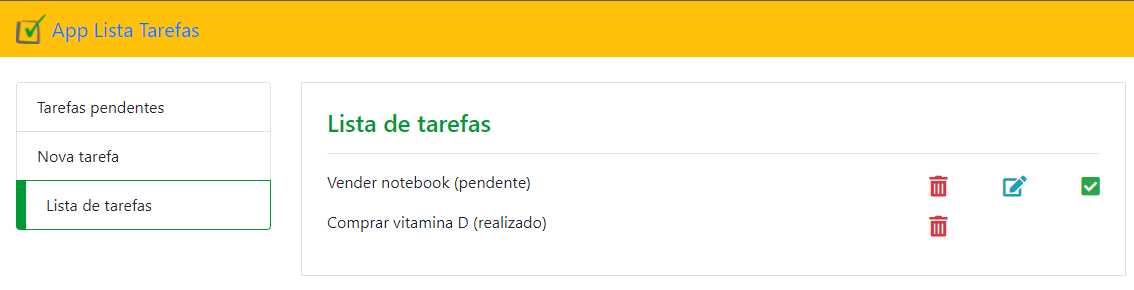 App Lista Tarefas
Tarefas pendentes
Nova tarefa
Lista de tarefas
Lista de tarefas
Vender notebook (pendente)
Comprar vitamina D (realizado)